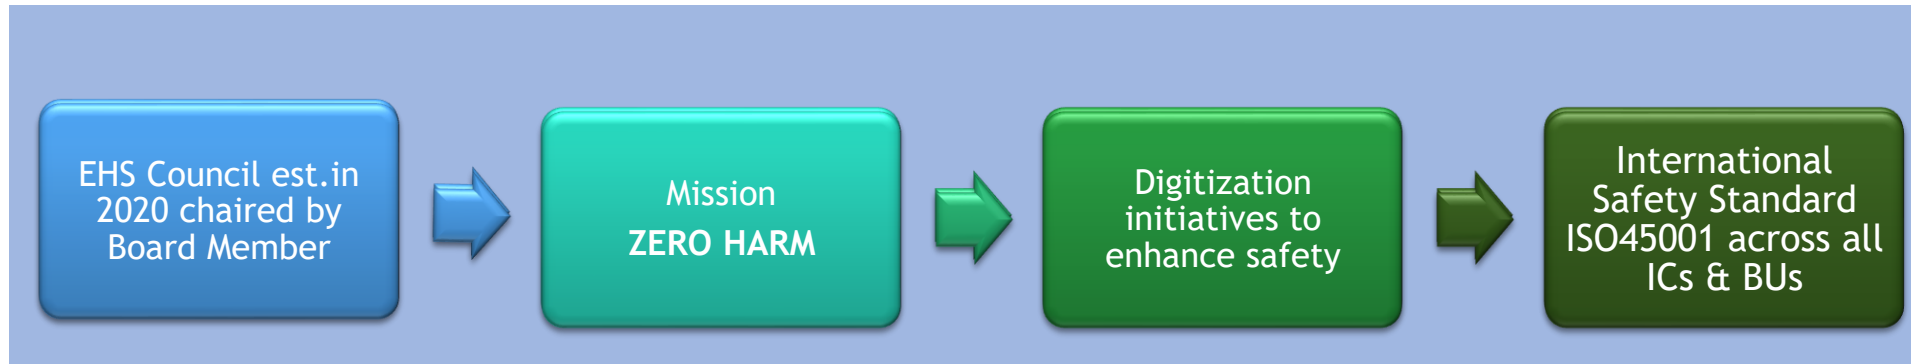 EHS Council est.in
2020 chaired by
Board Member
Mission
ZERO HARM
Digitization
initiatives to
enhance safety
International
Safety Standard
ISO45001 across all
ICs & BUs